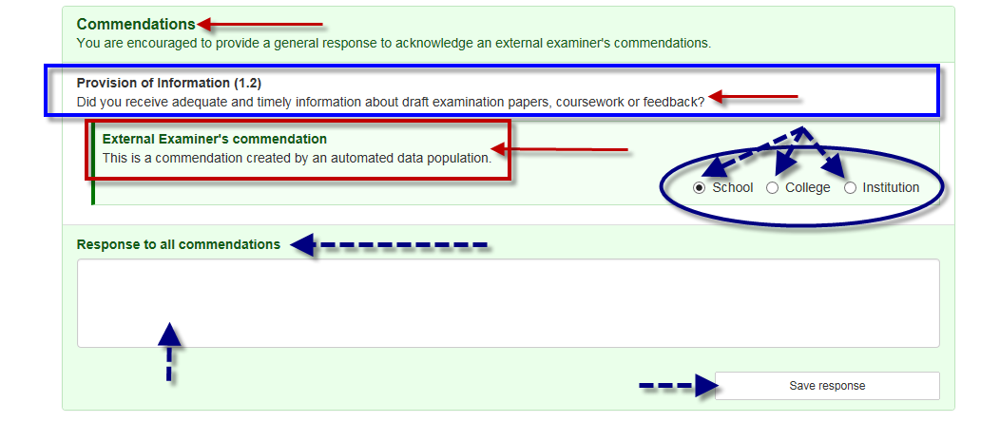 Commendations
You are encouraged to provide a general response to acknowledge an external examiner's commendations.
Provision of Information (1.2)
Did you receive adequate and timely information about draft examination papers, coursework or feedback?
External Examiner's commendation
This is a commendation created by an automated data population.
School College Institution
Response to all commendations
Save response